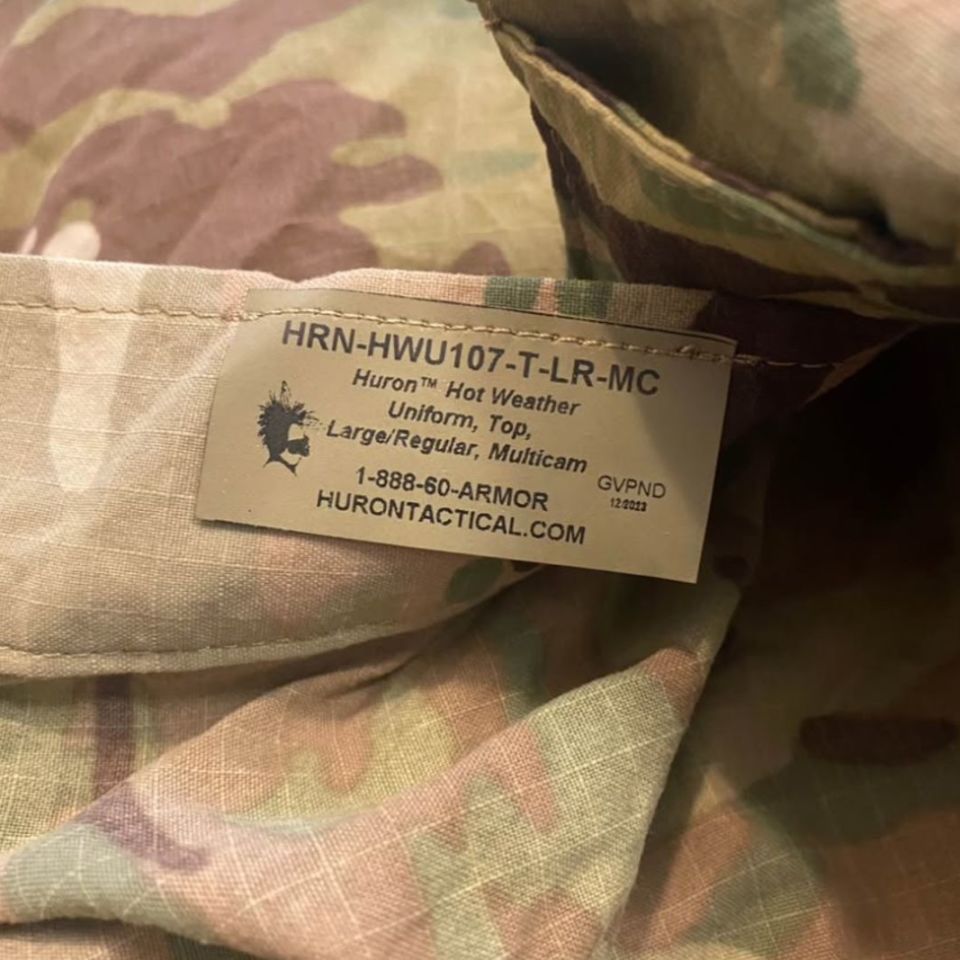 HRN-HWU107-T-LR-MC
Huron™ Hot Weather
Uniform, Top,
Large/Regular, Multicam
1-888-60-ARMOR
HURONTACTICAL.COM
GVPND
12/2023